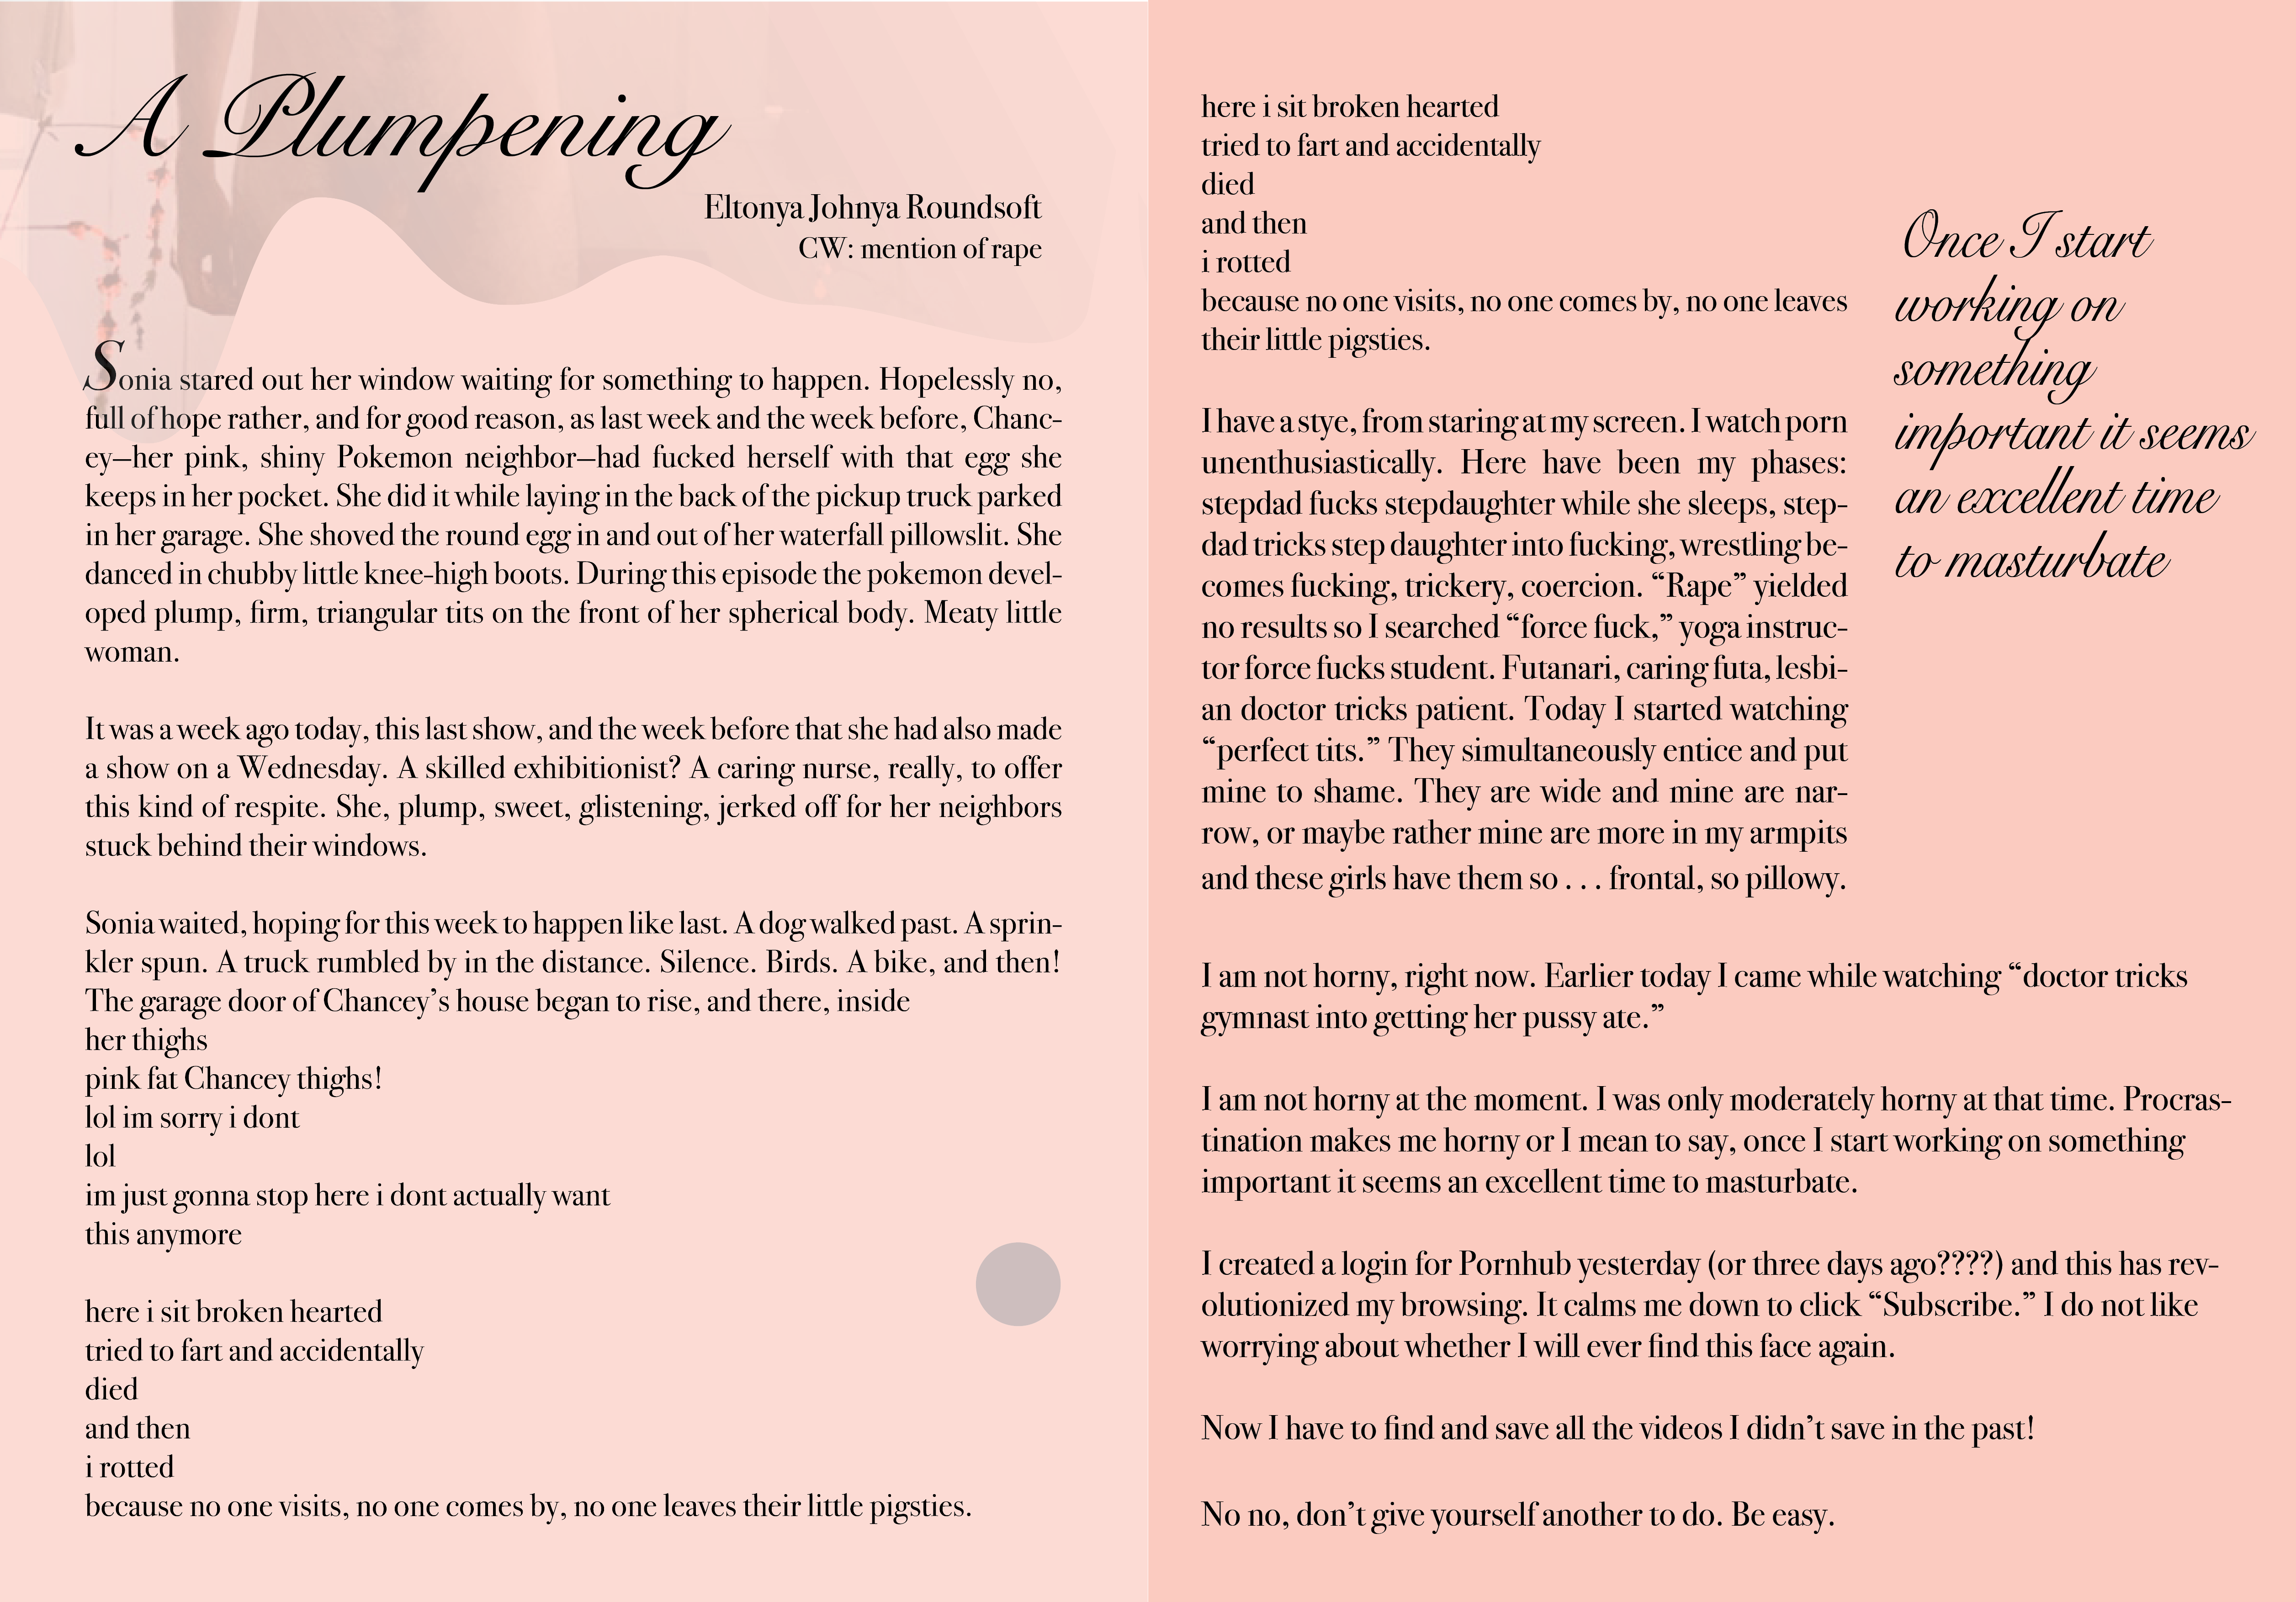 A Plumpening
Eltonya Johnya Roundsoft
CW: mention of rape
Sonia stared out her window waiting for something to happen. Hopelessly no,
full of hope rather, and for good reason, as last week and the week before, Chanc-
ey—her pink, shiny Pokemon neighbor—had fucked herself with that egg she
keeps in her pocket. She did it while laying in the back of the pickup truck parked
in her garage. She shoved the round egg in and out of her waterfall pillowslit. She
danced in chubby little knee-high boots. During this episode the pokemon devel-
oped plump, firm, triangular tits on the front of her spherical body. Meaty little
woman.
It was a week ago today, this last show, and the week before that she had also made
a show on a Wednesday. A skilled exhibitionist? A caring nurse, really, to offer
this kind of respite. She, plump, sweet, glistening, jerked off for her neighbors
stuck behind their windows.
Sonia waited, hoping for this week to happen like last. A dog walked past. A sprin-
kler spun. A truck rumbled by in the distance. Silence. Birds. A bike, and then!
The garage door of Chancey’s house began to rise, and there, inside
her thighs
pink fat Chancey thighs!
lol im sorry i dont
lol
im just gonna stop here i dont actually want
this anymore
here i sit broken hearted
tried to fart and accidentally
died
and then
i rotted
because no one visits, no one comes by, no one leaves their little pigsties.
here i sit broken hearted
tried to fart and accidentally
died
and then
i rotted
because no one visits, no one comes by, no one leaves
their little pigsties.
I have a stye, from staring at my screen. I watch porn
unenthusiastically. Here have been my phases:
stepdad fucks stepdaughter while she sleeps, step-
dad tricks step daughter into fucking, wrestling be-
comes fucking, trickery, coercion. “Rape” yielded
no results so I searched “force fuck,” yoga instruc-
tor force fucks student. Futanari, caring futa, lesbi-
an doctor tricks patient. Today I started watching
“perfect tits.” They simultaneously entice and put
mine to shame. They are wide and mine are nar-
row, or maybe rather mine are more in my armpits
and these girls have them so . . . frontal, so pillowy.
Once I start
working on
something
important it seems
an excellent time
to masturbate
I am not horny, right now. Earlier today I came while watching “doctor tricks
gymnast into getting her pussy ate.”
I am not horny at the moment. I was only moderately horny at that time. Procras-
tination makes me horny or I mean to say, once I start working on something
important it seems an excellent time to masturbate.
I created a login for Pornhub yesterday (or three days ago????) and this has rev-
olutionized my browsing. It calms me down to click “Subscribe.” I do not like
worrying about whether I will ever find this face again.
Now I have to find and save all the videos I didn’t save in the past!
No no, don’t give yourself another to do. Be easy.